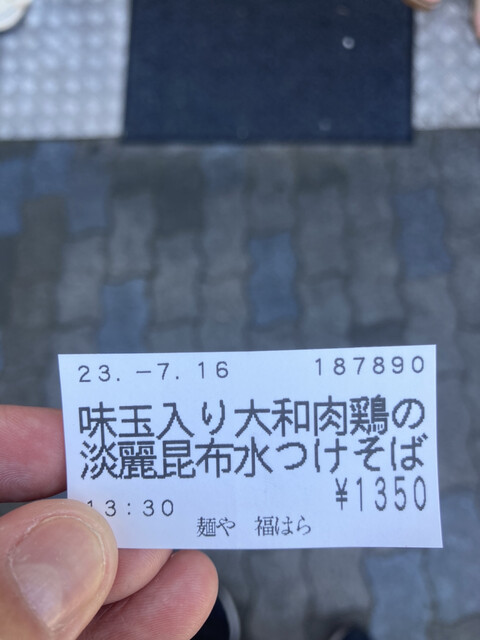 23.-7.16 187890
味玉入り大和肉鶏の
淡麗昆布水つけそば
¥1350
13:30
麺や 福はら